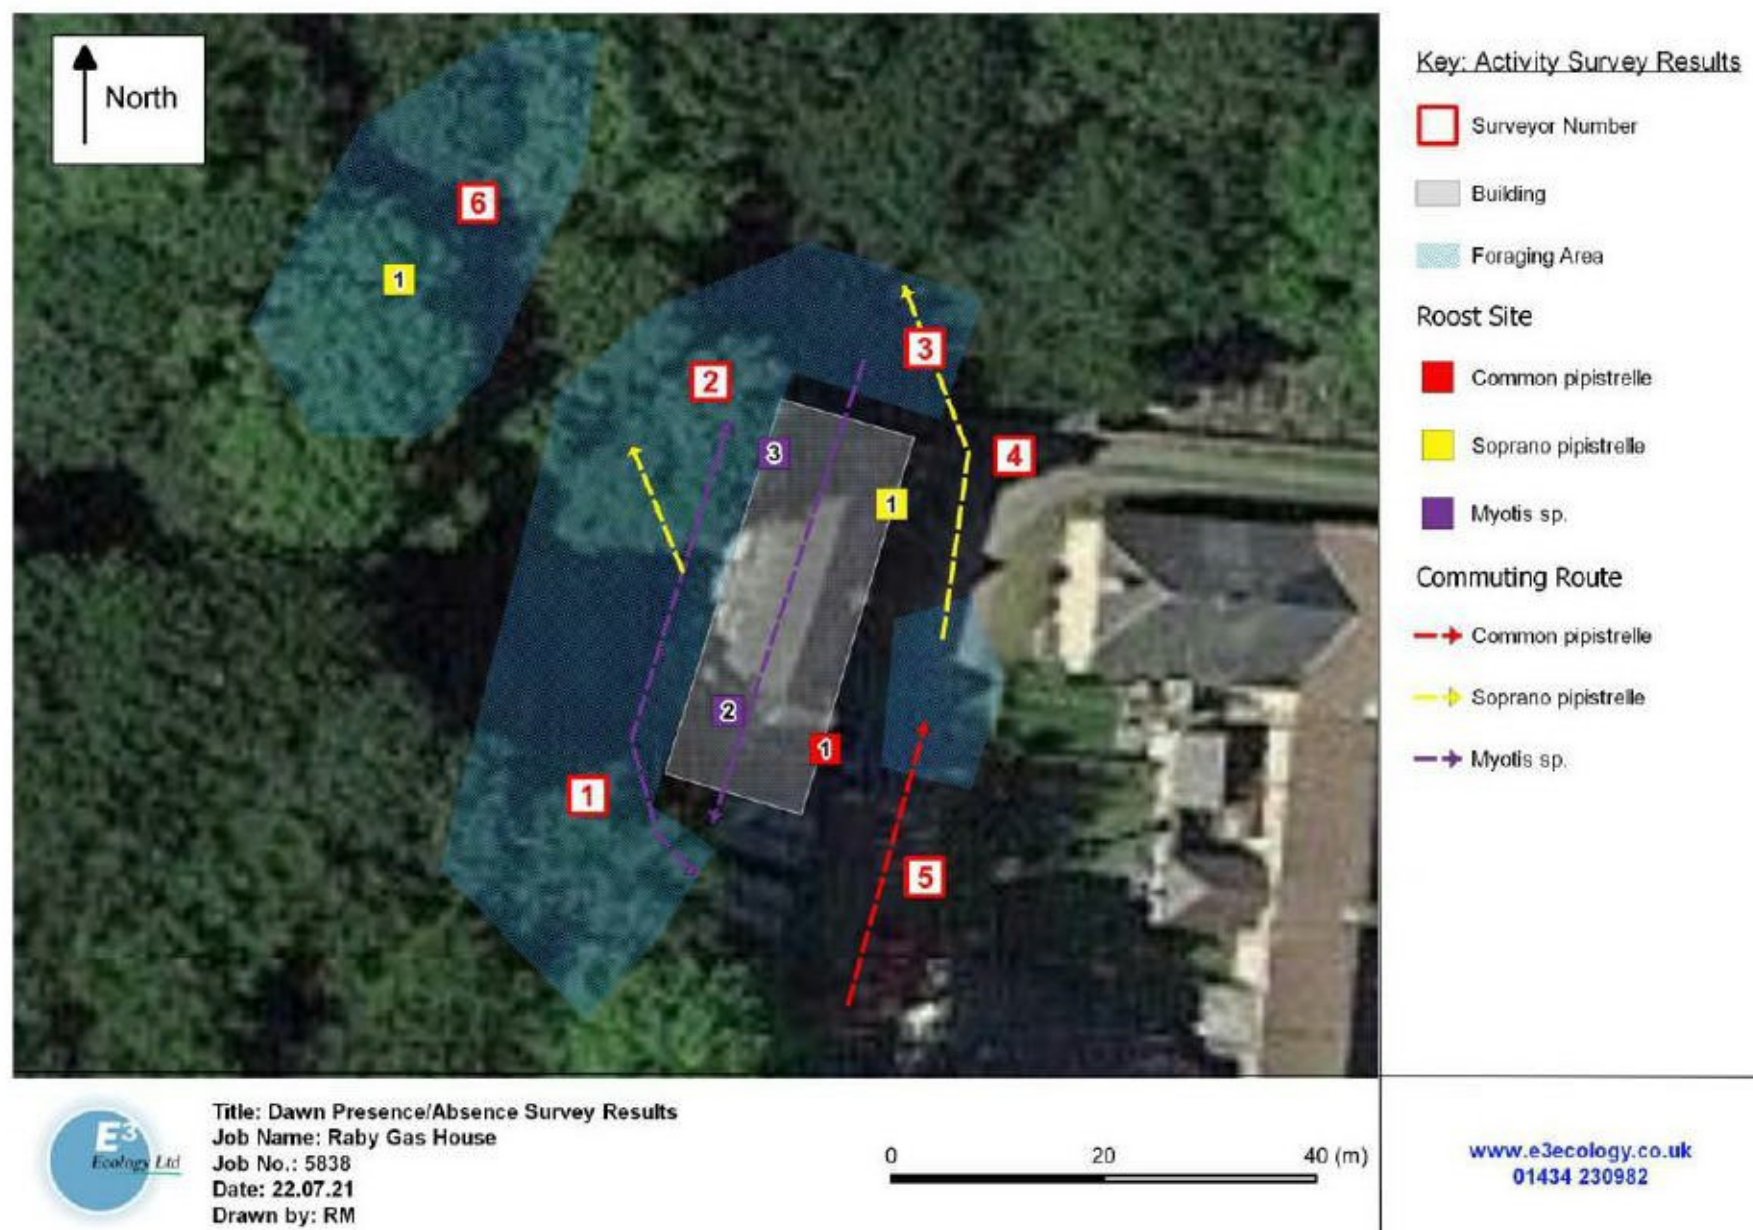 North
6
1
3
2
4
3
1
2
1
1
5
Key: Activity Survey Results
Surveyor Number
Building
Foraging Area
Roost Site
Common pipistrelle
Soprano pipistrelle
Myotis sp.
Commuting Route
Common pipistrelle
Soprano pipistrelle
Myotis sp.
E3
Ecology Ltd
Title: Dawn Presence/Absence Survey Results
Job Name: Raby Gas House
Job No.: 5838
Date: 22.07.21
Drawn by: RM
0 20 40 (m)
www.e3ecology.co.uk
01434 230982